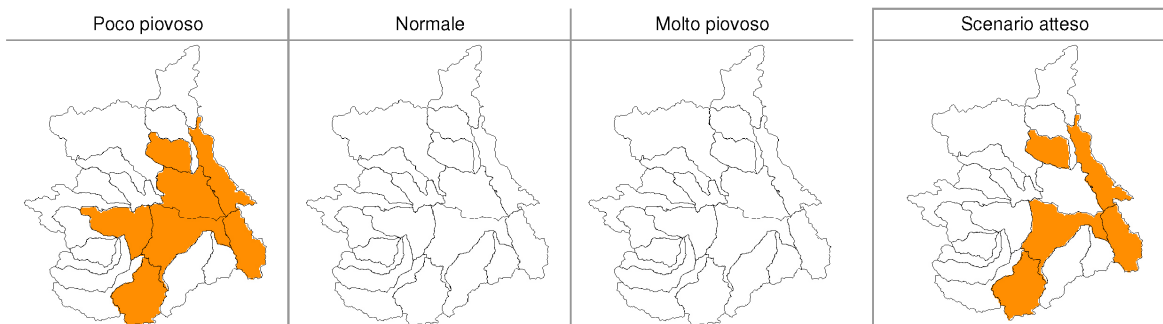 Poco piovoso
Normale
Molto piovoso
Scenario atteso